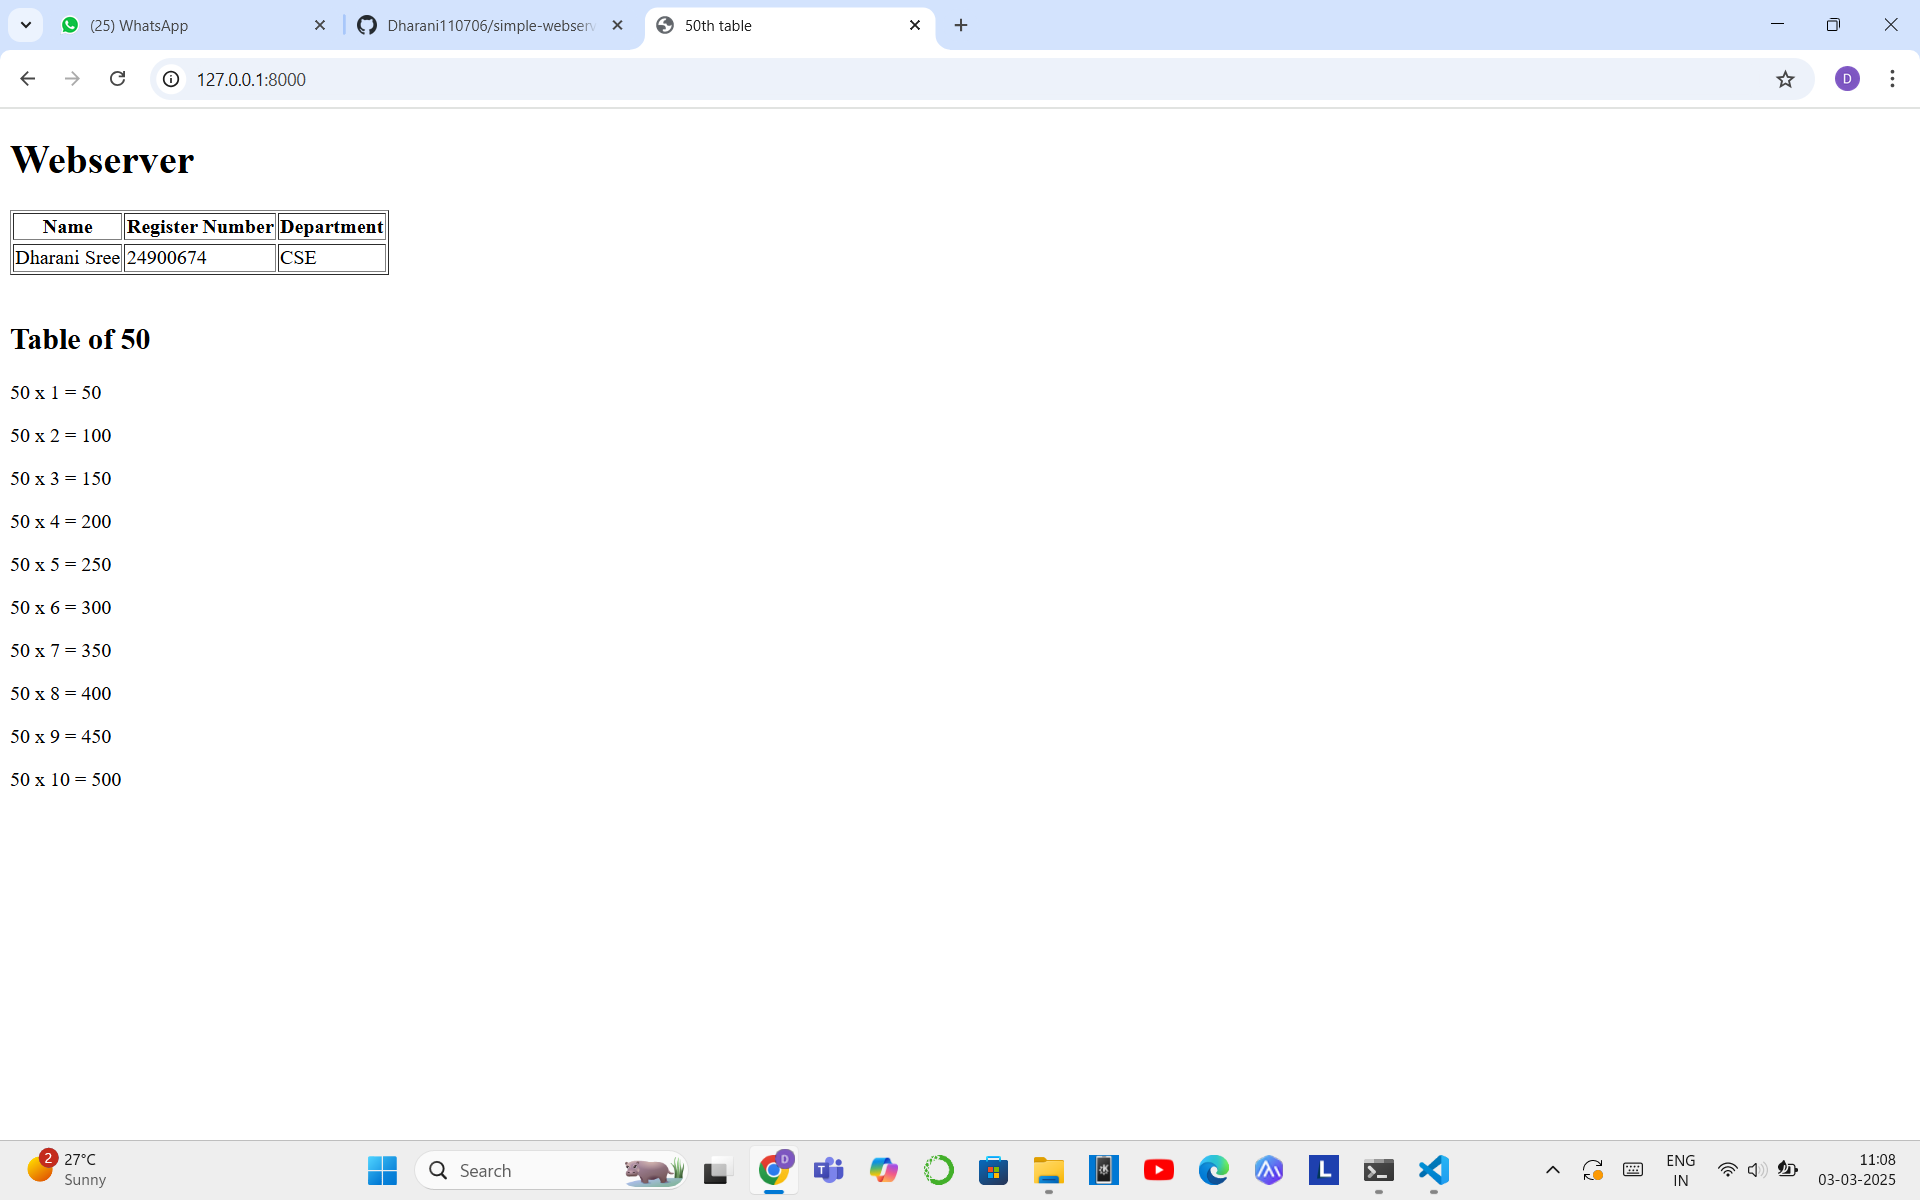 (25) WhatsApp
Dharani110706/simple-webserv
50th table
127.0.0.1:8000
D
Webserver
Name Register Number Department
Dharani Sree 24900674 CSE
Table of 50
50 x 1 = 50
50 x 2 = 100
50 x 3 = 150
50 x 4 = 200
50 x 5 = 250
50 x 6 = 300
50 x 7 = 350
50 x 8 = 400
50 x 9 = 450
50 x 10 = 500
2
27°C
Sunny
Search
D
T
L
ENG
IN
11:08
03-03-2025